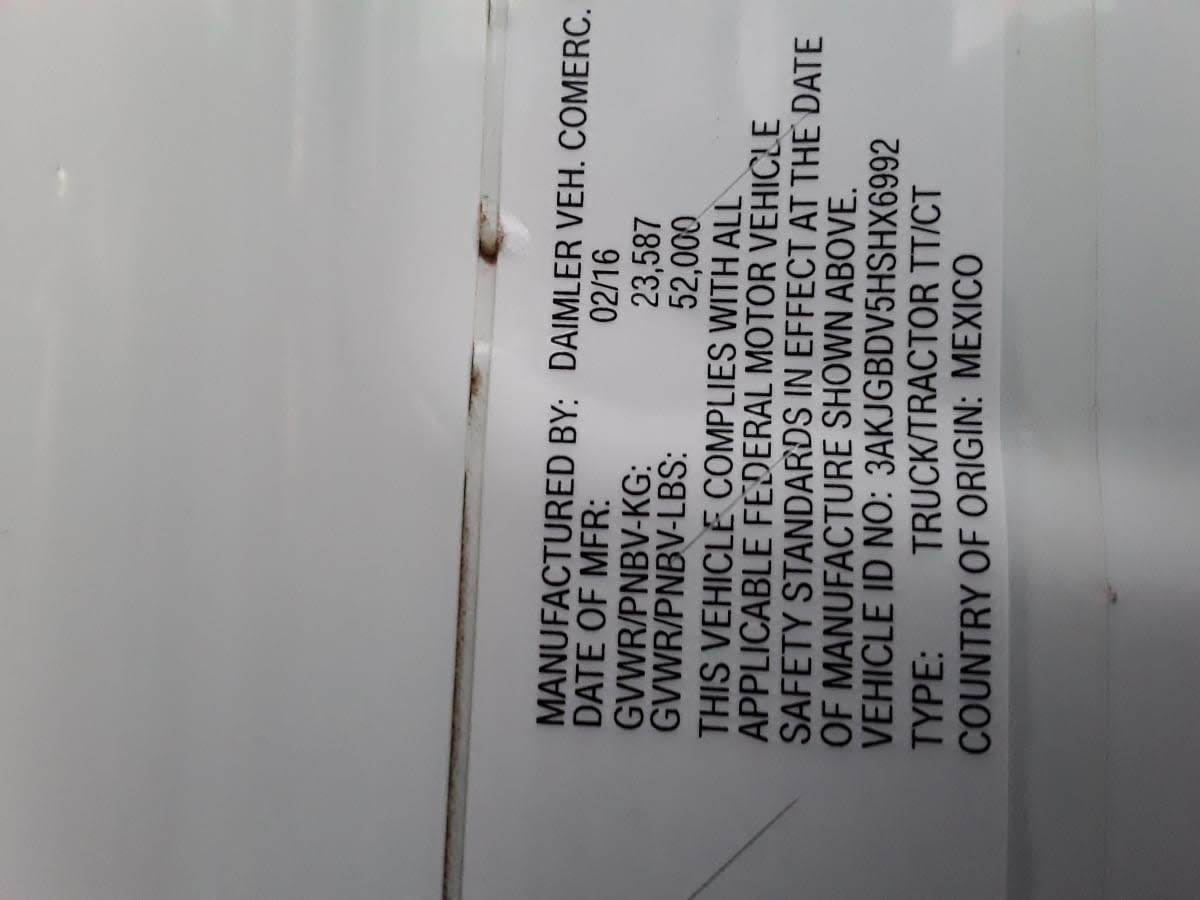 MANUFACTURED BY: DAIMLER VEH. COMERC.
DATE OF MFR: 02/16
GVWR/PNBV-KG: 23,587
GVWR/PNBV-LBS: 52,000
THIS VEHICLE COMPLIES WITH ALL
APPLICABLE FEDERAL MOTOR VEHICLE
SAFETY STANDARDS IN EFFECT AT THE DATE
OF MANUFACTURE SHOWN ABOVE.
VEHICLE ID NO: 3AKJGBDV5HSHX6992
TYPE: TRUCK/TRACTOR TT/CT
COUNTRY OF ORIGIN: MEXICO